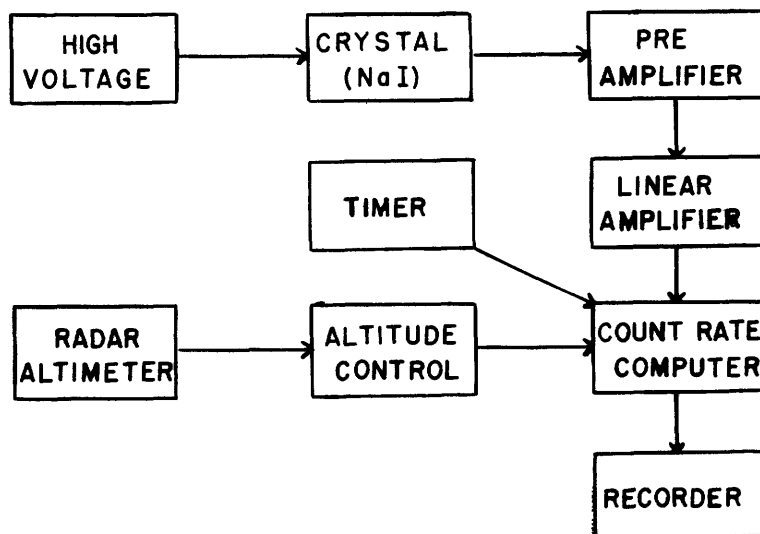 HIGH
VOLTAGE
CRYSTAL
(NaI)
PRE
AMPLIFIER
TIMER
LINEAR
AMPLIFIER
RADAR
ALTIMETER
ALTITUDE
CONTROL
COUNT RATE
COMPUTER
RECORDER